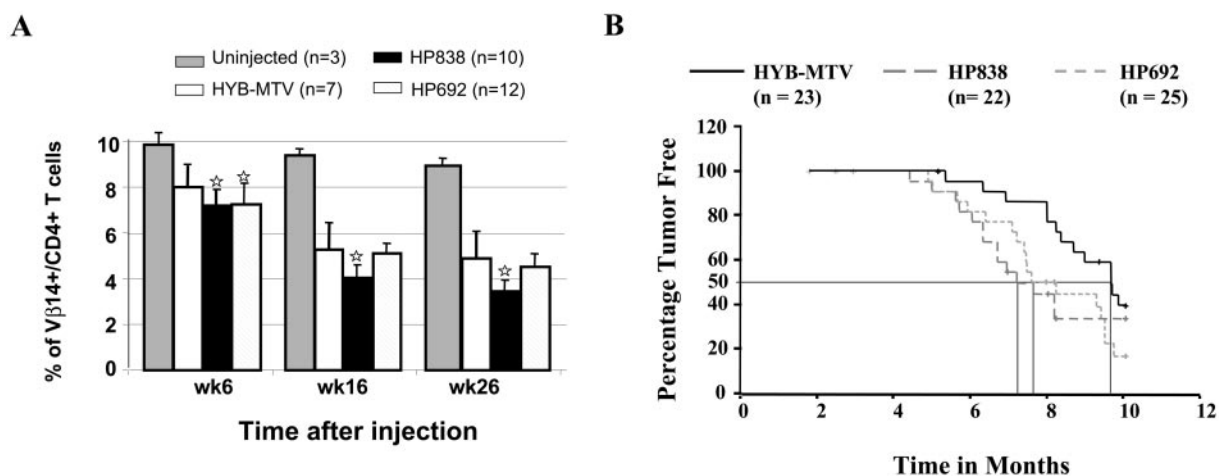 A
Uninjected (n=3)
HP838 (n=10)
HYB-MTV (n=7)
HP692 (n=12)
% of Vβ14+/CD4+ T cells
10
8
6
4
2
0
☆
☆
☆
☆
wk6
wk16
wk26
Time after injection
B
HYB-MTV
(n = 23)
HP838
(n= 22)
HP692
(n = 25)
Percentage Tumor Free
120
100
80
60
50
40
20
0
0
2
4
6
8
10
12
Time in Months